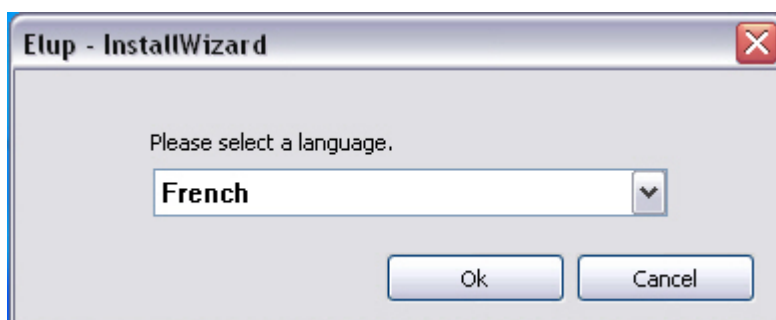 Elup - InstallWizard
Please select a language.
French
Ok Cancel